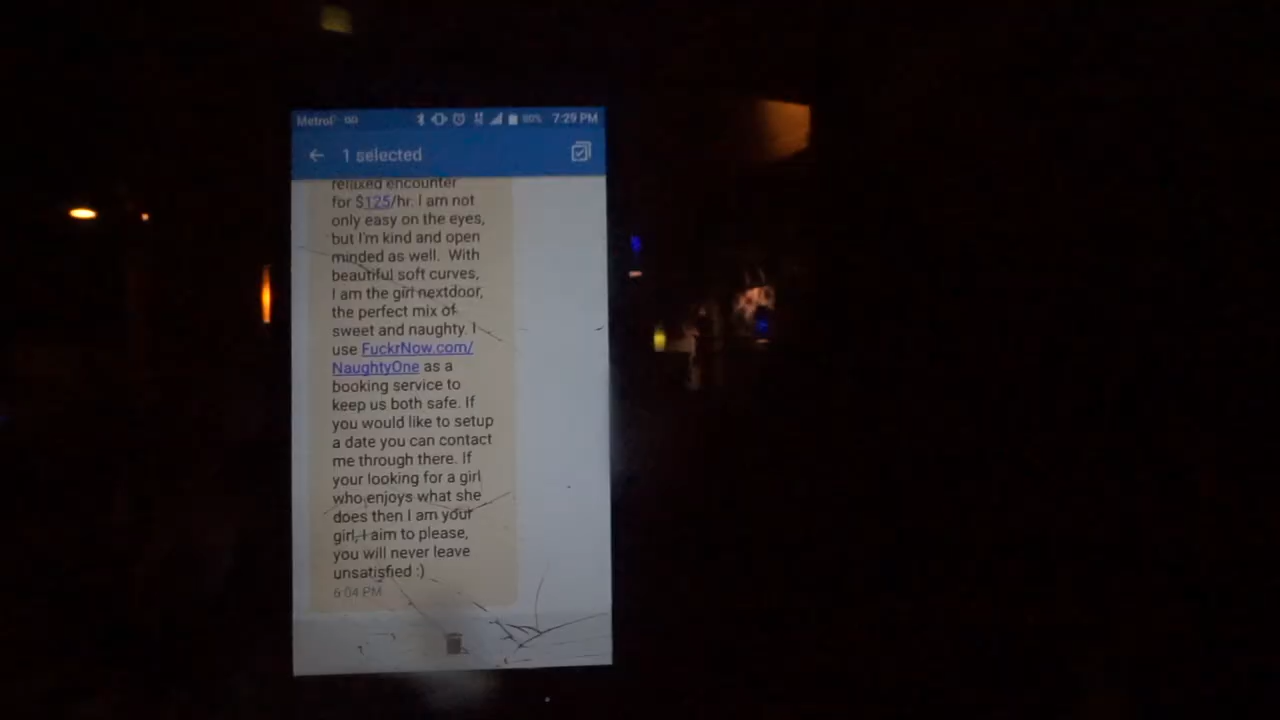 MetroP 80% 7:29 PM
1 selected
relaxed encounter
for $125/hr. I am not
only easy on the eyes,
but I'm kind and open
minded as well. With
beautiful soft curves,
I am the girl nextdoor,
the perfect mix of
sweet and naughty. I
use FuckrNow.com/
NaughtyOne as a
booking service to
keep us both safe. If
you would like to setup
a date you can contact
me through there. If
your looking for a girl
who enjoys what she
does then I am your
girl, I aim to please,
you will never leave
unsatisfied :)
6:04 PM